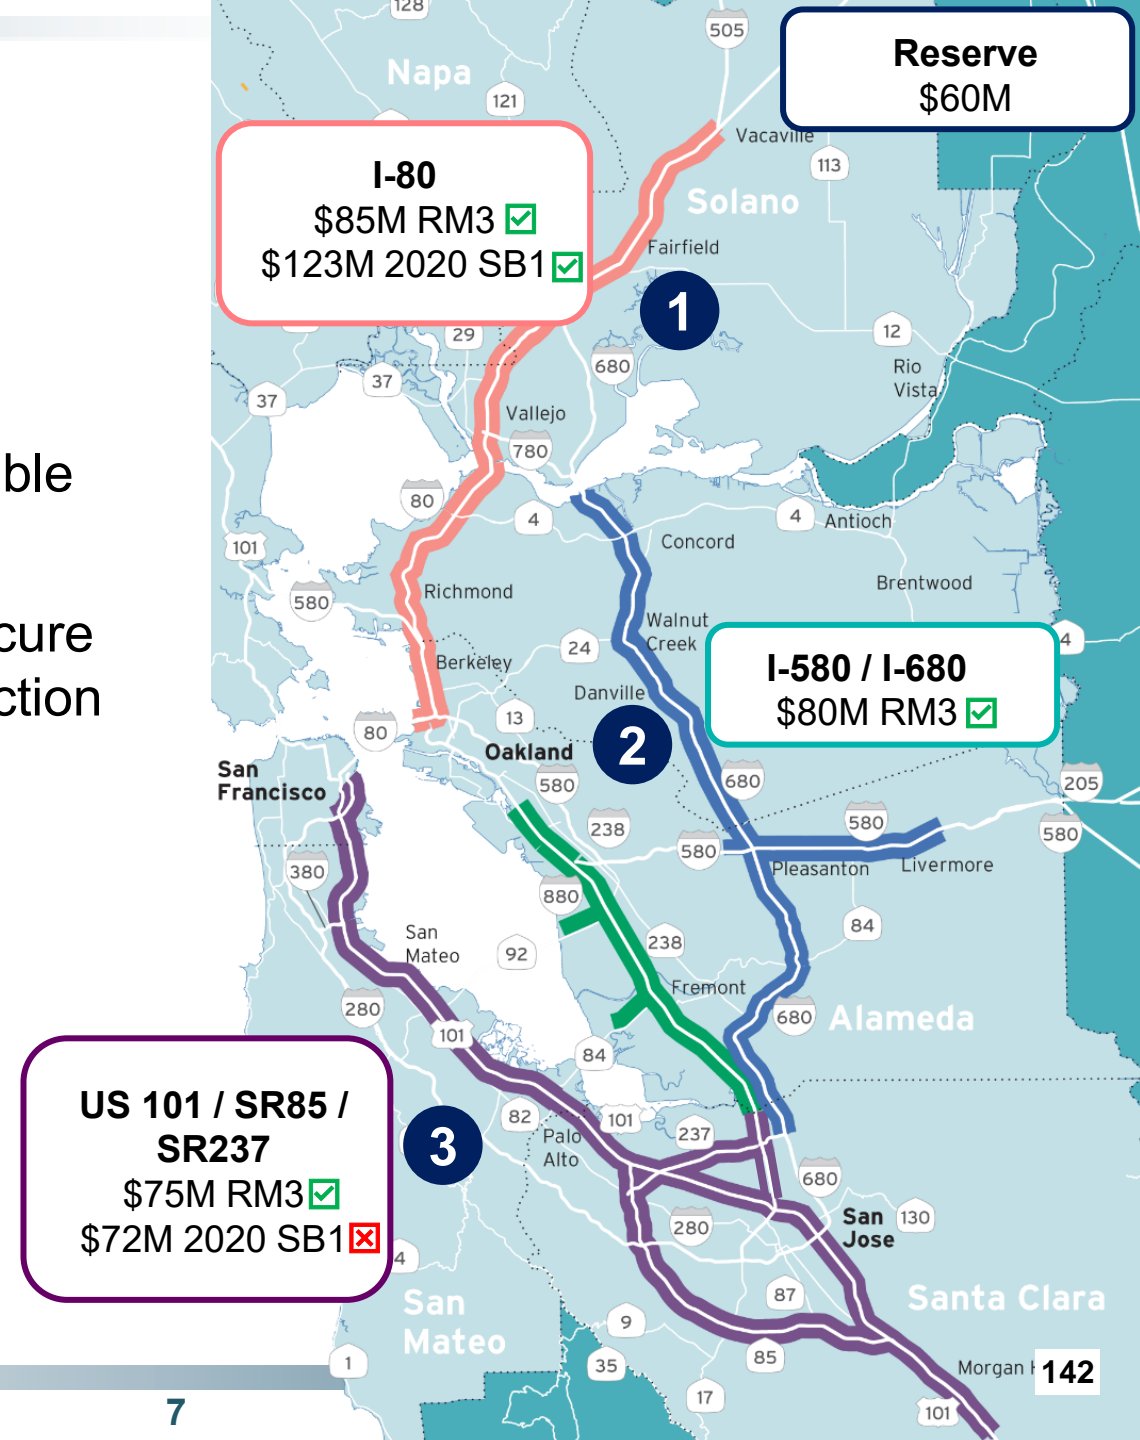 128
505
Reserve
$60M
Napa
121
Vacaville
113
I-80
$85M RM3
$123M 2020 SB1
Solano
Fairfield
1
29
12
680
Rio
Vista
37
37
Vallejo
780
ble
80
4
4
Antioch
101
Concord
Brentwood
580
Richmond
Walnut
Creek
cure
24
4
Berkeley
I-580 / I-680
$80M RM3
ction
Danville
13
80
Oakland
2
San
Francisco
580
680
205
238
580
580
580
Pleasanton
Livermore
380
880
84
San
Mateo
92
238
Fremont
280
680
Alameda
101
84
US 101 / SR85 /
SR237
$75M RM3
$72M 2020 SB1
3
82
101
237
Palo
Alto
680
280
San
Jose
130
4
87
Santa Clara
San
Mateo
9
1
35
85
Morgan H
142
17
101
7